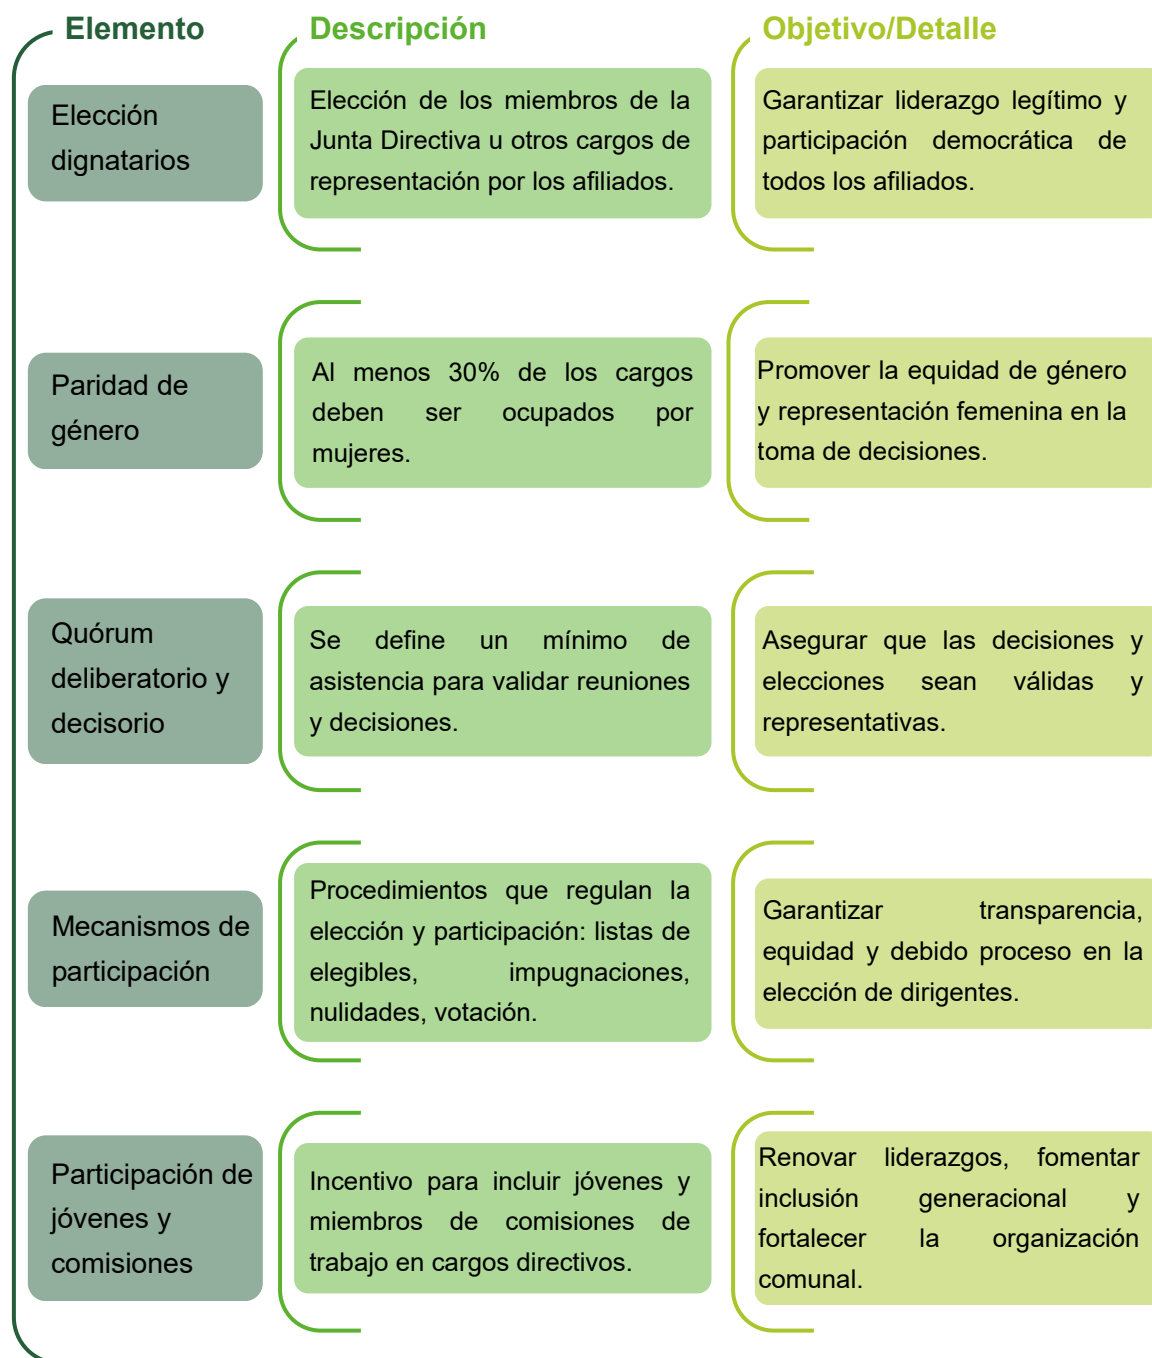 Elemento
Descripción
Objetivo/Detalle
Elección
dignatarios
Elección de los miembros de la
Junta Directiva u otros cargos de
representación por los afiliados.
Garantizar liderazgo legítimo y
participación democrática de
todos los afiliados.
Paridad de
género
Al menos 30% de los cargos
deben ser ocupados por
mujeres.
Promover la equidad de género
y representación femenina en la
toma de decisiones.
Quórum
deliberatorio y
decisorio
Se define un mínimo de
asistencia para validar reuniones
y decisiones.
Asegurar que las decisiones y
elecciones sean válidas y
representativas.
Mecanismos de
participación
Procedimientos que regulan la
elección y participación: listas de
elegibles, impugnaciones,
nulidades, votación.
Garantizar transparencia,
equidad y debido proceso en la
elección de dirigentes.
Participación de
jóvenes y
comisiones
Incentivo para incluir jóvenes y
miembros de comisiones de
trabajo en cargos directivos.
Renovar liderazgos, fomentar
inclusión generacional y
fortalecer la organización
comunal.